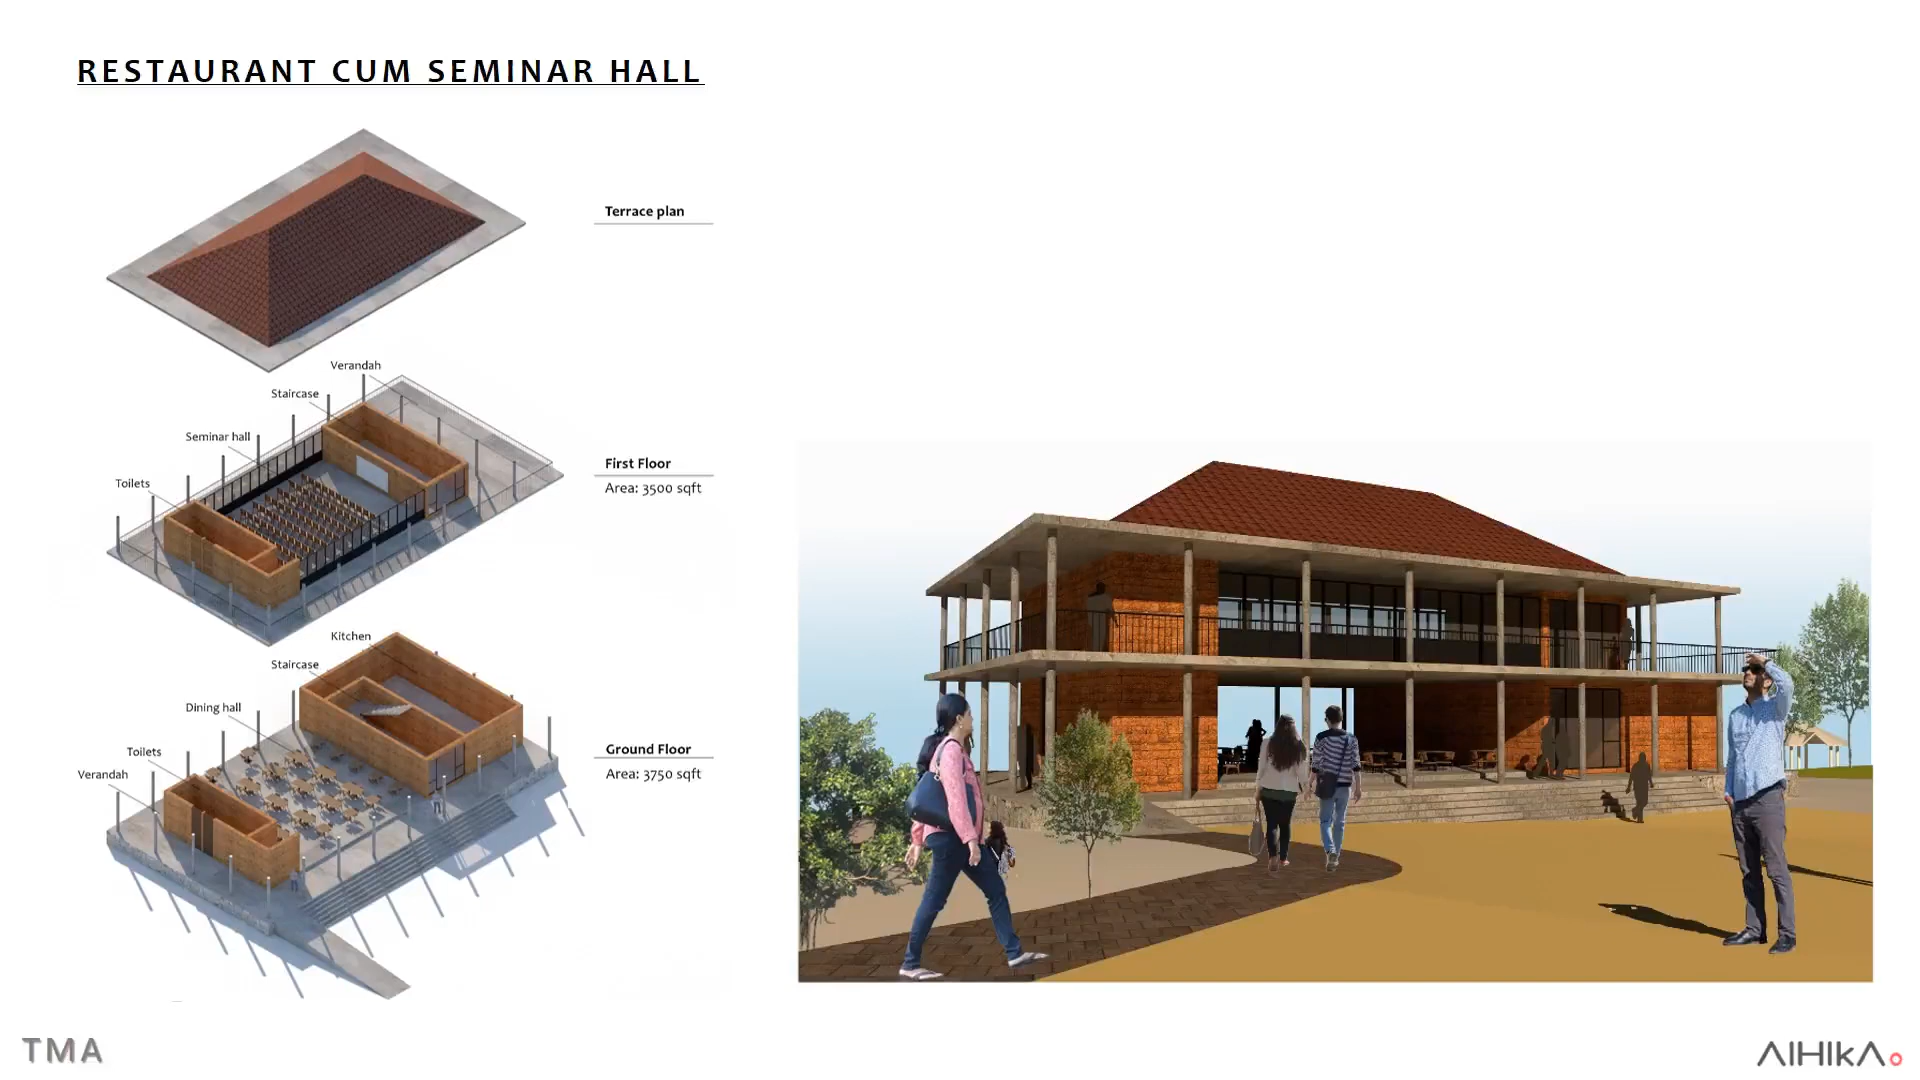 RESTAURANT CUM SEMINAR HALL
Terrace plan
Verandah
Staircase
Seminar hall
Toilets
First Floor
Area: 3500 sqft
Kitchen
Staircase
Dining hall
Toilets
Verandah
Ground Floor
Area: 3750 sqft
TMA
AIHIKA